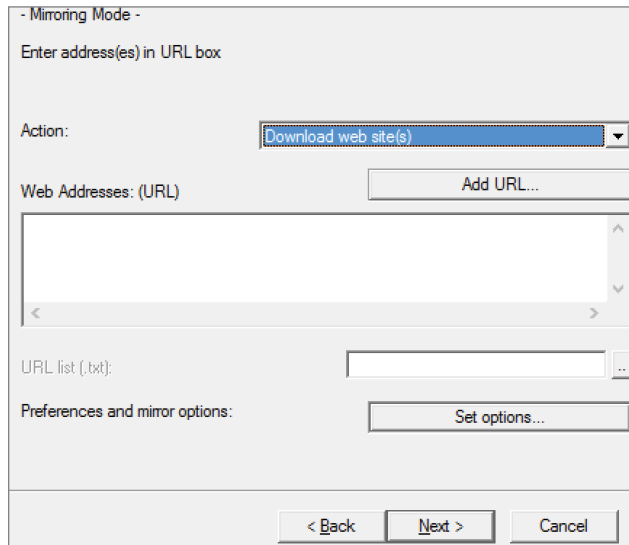 - Mirroring Mode -
Enter address(es) in URL box
Action:
Download web site(s)
Web Addresses: (URL)
Add URL...
URL list (.txt):
..
Preferences and mirror options:
Set options...
< Back
Next >
Cancel